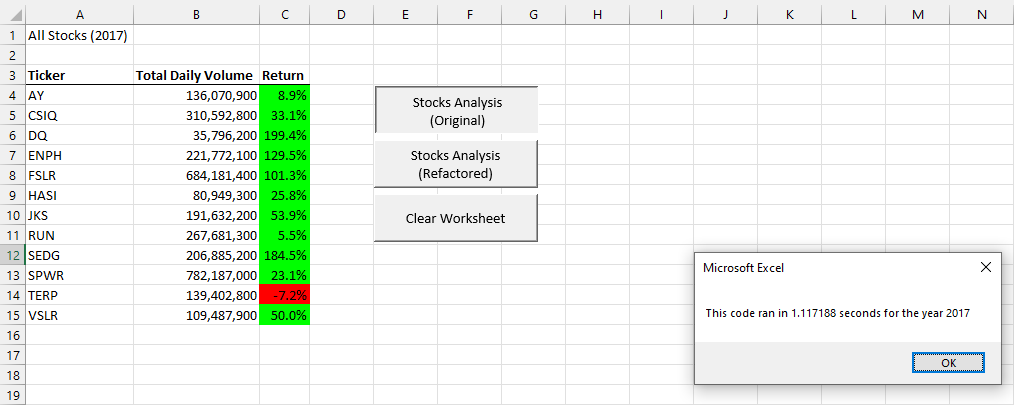 A B C D E F G H I J K L M N
1 All Stocks (2017)
2
3 Ticker Total Daily Volume Return
4 AY 136,070,900 8.9%
5 CSIQ 310,592,800 33.1%
6 DQ 35,796,200 199.4%
7 ENPH 221,772,100 129.5%
8 FSLR 684,181,400 101.3%
9 HASI 80,949,300 25.8%
10 JKS 191,632,200 53.9%
11 RUN 267,681,300 5.5%
12 SEDG 206,885,200 184.5%
13 SPWR 782,187,000 23.1%
14 TERP 139,402,800 -7.2%
15 VSLR 109,487,900 50.0%
16
17
18
19
Stocks Analysis
(Original)
Stocks Analysis
(Refactored)
Clear Worksheet
Microsoft Excel
This code ran in 1.117188 seconds for the year 2017
OK